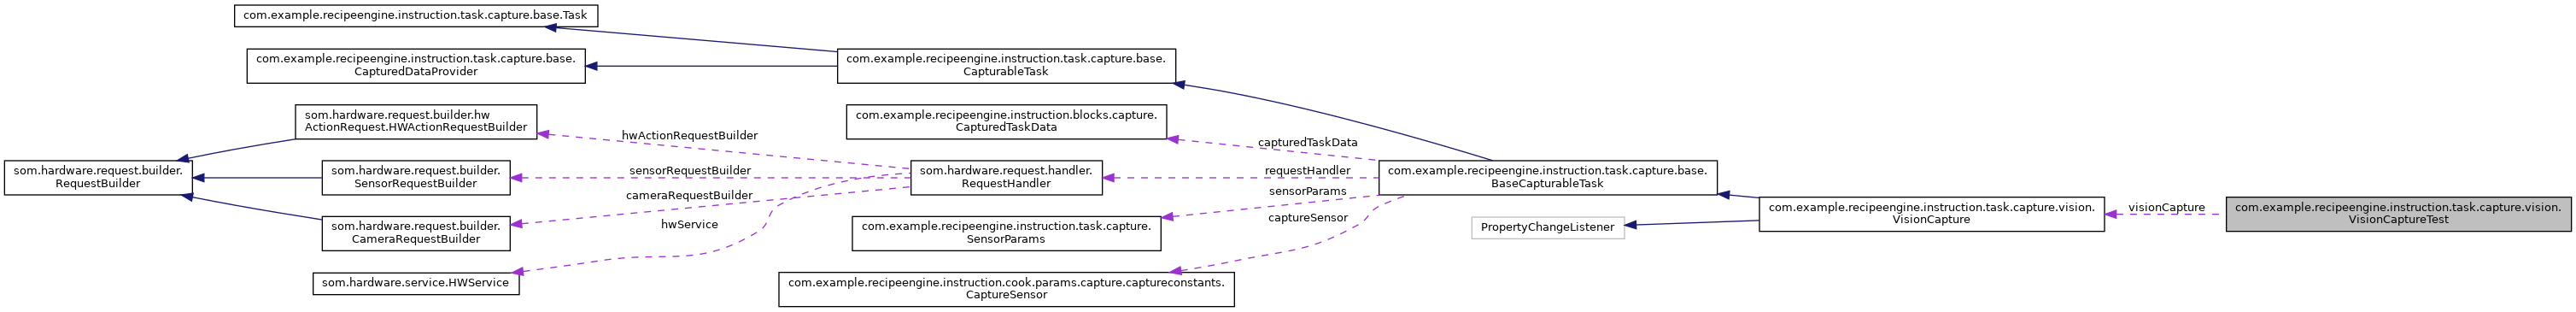 com.example.recipeengine.instruction.task.capture.base.Task
com.example.recipeengine.instruction.task.capture.base.
CapturedDataProvider
com.example.recipeengine.instruction.task.capture.base.
CapturableTask
som.hardware.request.builder.hw
ActionRequest.HWActionRequestBuilder
com.example.recipeengine.instruction.blocks.capture.
CapturedTaskData
hwActionRequestBuilder
capturedTaskData
som.hardware.request.builder.
RequestBuilder
som.hardware.request.builder.
SensorRequestBuilder
sensorRequestBuilder
som.hardware.request.handler.
RequestHandler
requestHandler
com.example.recipeengine.instruction.task.capture.base.
BaseCapturableTask
cameraRequestBuilder
sensorParams
som.hardware.request.builder.
CameraRequestBuilder
hwService
com.example.recipeengine.instruction.task.capture.
SensorParams
captureSensor
PropertyChangeListener
com.example.recipeengine.instruction.task.capture.vision.
VisionCapture
visionCapture
com.example.recipeengine.instruction.task.capture.vision.
VisionCaptureTest
som.hardware.service.HWService
com.example.recipeengine.instruction.cook.params.capture.captureconstants.
CaptureSensor